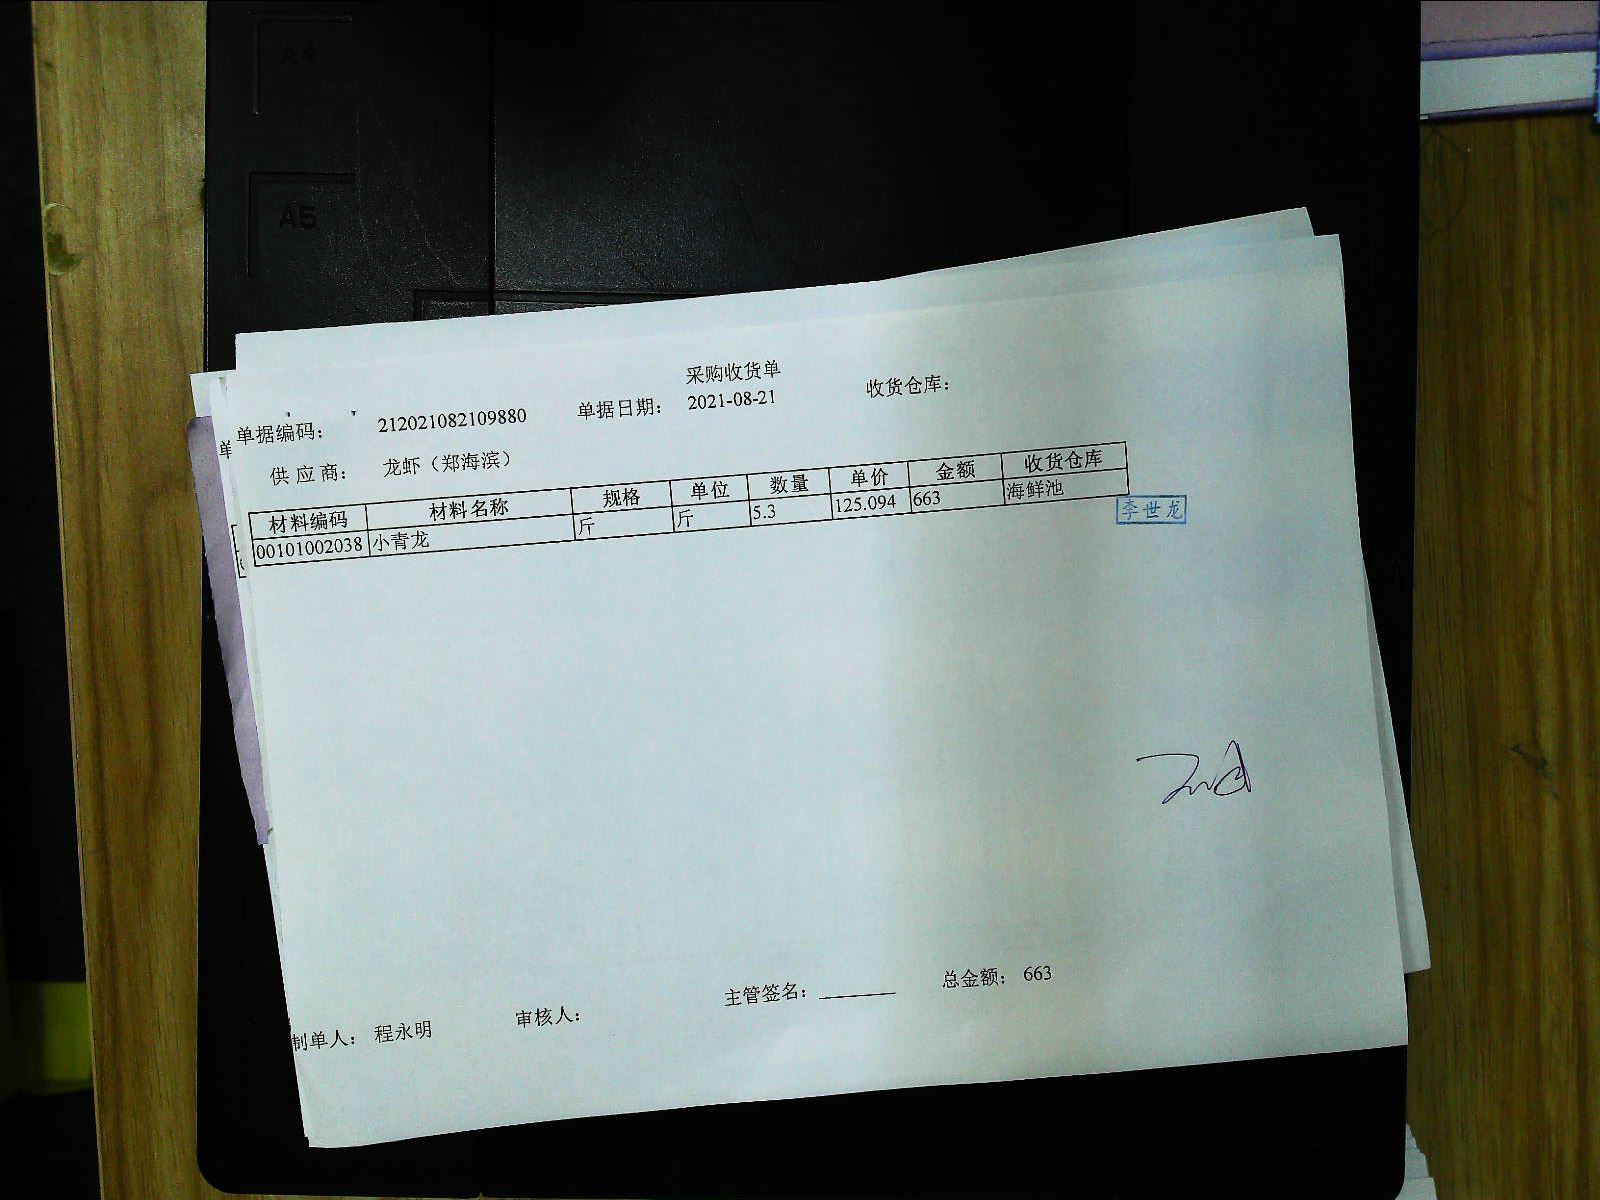 A4
A5
采购收货单
单据编码： 212021082109880 单据日期： 2021-08-21 收货仓库：
供 应 商： 龙虾（郑海滨）
材料编码 材料名称 规格 单位 数量 单价 金额 收货仓库
00101002038 小青龙 斤 斤 5.3 125.094 663 海鲜池
李世龙
制单人： 程永明 审核人： 主管签名： 总金额： 663